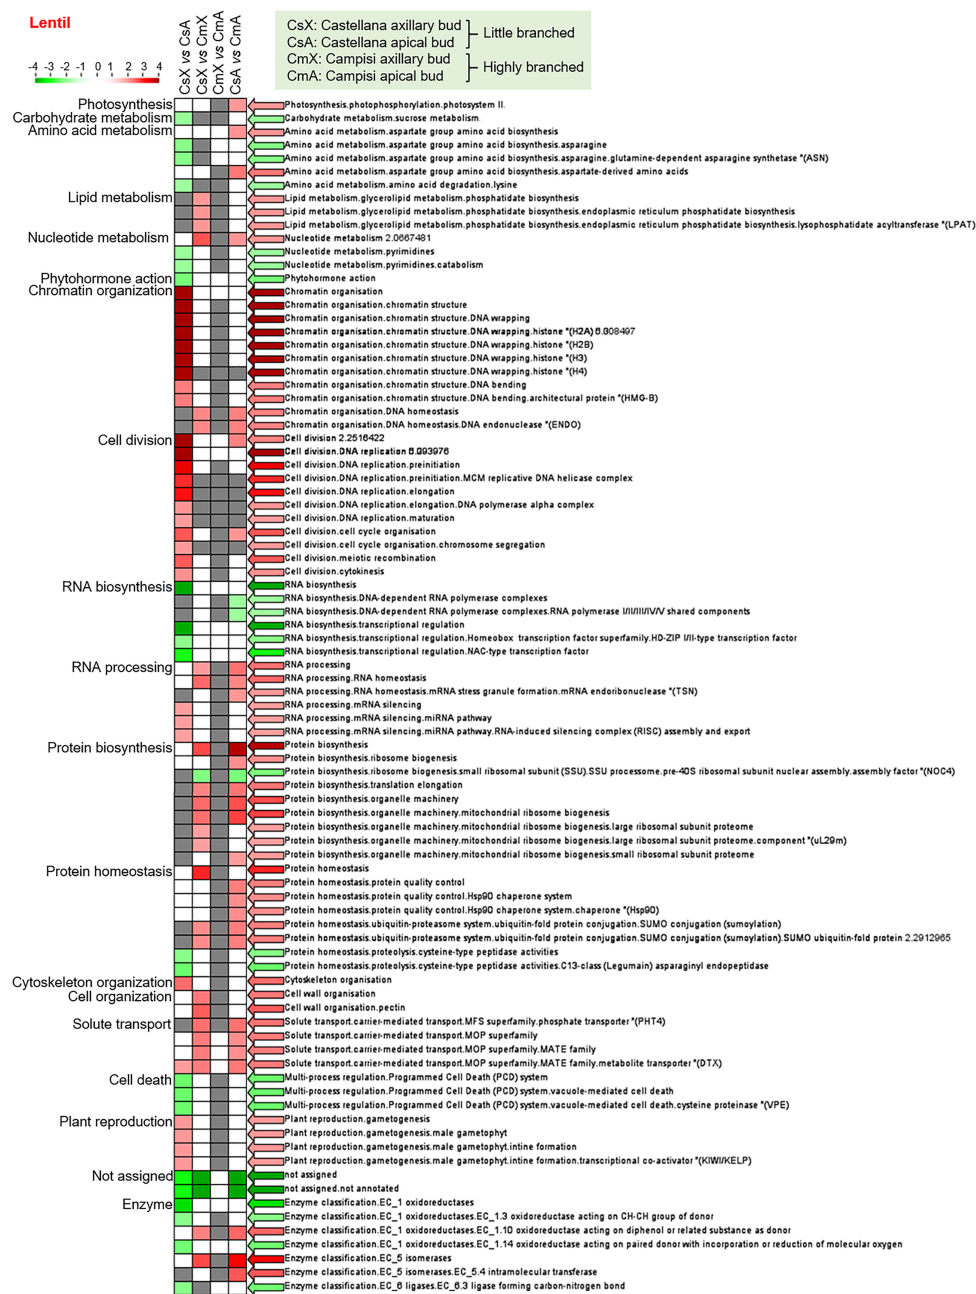 Lentil
-4 -3 -2 -1 0 1 2 3 4
CsX vs CsA
CsX vs CmX
CmX vs CmA
CsA vs CmA
CsX: Castellana axillary bud
CsA: Castellana apical bud
Little branched
CmX: Campisi axillary bud
CmA: Campisi apical bud
Highly branched
Photosynthesis Photosynthesis.photophosphorylation.photosystem II.
Carbohydrate metabolism Carbohydrate metabolism.sucrose metabolism.
Amino acid metabolism Amino acid metabolism.aspartate group amino acid biosynthesis
Amino acid metabolism.aspartate group amino acid biosynthesis.asparagine
Amino acid metabolism.aspartate group amino acid biosynthesis.asparagine.glutamine-dependent asparagine synthetase *(ASN)
Amino acid metabolism.aspartate group amino acid biosynthesis.aspartate-derived amino acids
Amino acid metabolism.amino acid degradation.lysine
Lipid metabolism Lipid metabolism.glycerolipid metabolism.phosphatidate biosynthesis
Lipid metabolism.glycerolipid metabolism.phosphatidate biosynthesis.endoplasmic reticulum phosphatidate biosynthesis
Lipid metabolism.glycerolipid metabolism.phosphatidate biosynthesis.endoplasmic reticulum phosphatidate biosynthesis.lysophosphatidate acyltransferase *(LPAT)
Nucleotide metabolism Nucleotide metabolism 2.0667481
Nucleotide metabolism.pyrimidines
Nucleotide metabolism.pyrimidines.catabolism
Phytohormone action Phytohormone action
Chromatin organization Chromatin organisation
Chromatin organisation.chromatin structure
Chromatin organisation.chromatin structure.DNA wrapping
Chromatin organisation.chromatin structure.DNA wrapping.histone *(H2A)
Chromatin organisation.chromatin structure.DNA wrapping.histone *(H2B)
Chromatin organisation.chromatin structure.DNA wrapping.histone *(H3)
Chromatin organisation.chromatin structure.DNA wrapping.histone *(H4)
Chromatin organisation.chromatin structure.DNA bending
Chromatin organisation.chromatin structure.DNA bending.architectural protein *(HMG-B)
Chromatin organisation.DNA homeostasis
Chromatin organisation.DNA homeostasis.DNA endonuclease *(ENDO)
Cell division Cell division 2.2516422
Cell division.DNA replication
Cell division.DNA replication.preinitiation
Cell division.DNA replication.preinitiation.MCM replicative DNA helicase complex
Cell division.DNA replication.elongation
Cell division.DNA replication.elongation.DNA polymerase alpha complex
Cell division.DNA replication.maturation
Cell division.cell cycle organisation
Cell division.cell cycle organisation.chromosome segregation
Cell division.meiotic recombination
Cell division.cytokinesis
RNA biosynthesis RNA biosynthesis
RNA biosynthesis.DNA-dependent RNA polymerase complexes
RNA biosynthesis.DNA-dependent RNA polymerase complexes.RNA polymerase I/II/III/IV/V shared components
RNA biosynthesis.transcriptional regulation
RNA biosynthesis.transcriptional regulation.Homeobox transcription factor superfamily.HD-ZIP I/II-type transcription factor
RNA biosynthesis.transcriptional regulation.NAC-type transcription factor
RNA processing RNA processing
RNA processing.RNA homeostasis
RNA processing.RNA homeostasis.mRNA stress granule formation.mRNA endoribonuclease *(TSN)
RNA processing.mRNA silencing
RNA processing.mRNA silencing.miRNA pathway
RNA processing.mRNA silencing.miRNA pathway.RNA-induced silencing complex (RISC) assembly and export
Protein biosynthesis Protein biosynthesis
Protein biosynthesis.ribosome biogenesis
Protein biosynthesis.ribosome biogenesis.small ribosomal subunit (SSU).SSU processome.pre-40S ribosomal subunit nuclear assembly.assembly factor *(NOC4)
Protein biosynthesis.translation elongation
Protein biosynthesis.organelle machinery
Protein biosynthesis.organelle machinery.mitochondrial ribosome biogenesis
Protein biosynthesis.organelle machinery.mitochondrial ribosome biogenesis.large ribosomal subunit proteome
Protein biosynthesis.organelle machinery.mitochondrial ribosome biogenesis.large ribosomal subunit proteome.component *(uL29m)
Protein biosynthesis.organelle machinery.mitochondrial ribosome biogenesis.small ribosomal subunit proteome
Protein homeostasis Protein homeostasis
Protein homeostasis.protein quality control
Protein homeostasis.protein quality control.Hsp90 chaperone system
Protein homeostasis.protein quality control.Hsp90 chaperone system.chaperone *(Hsp90)
Protein homeostasis.ubiquitin-proteasome system.ubiquitin-fold protein conjugation.SUMO conjugation (sumoylation)
Protein homeostasis.ubiquitin-proteasome system.ubiquitin-fold protein conjugation.SUMO conjugation (sumoylation).SUMO ubiquitin-fold protein 2.2912965
Protein homeostasis.proteolysis.cysteine-type peptidase activities
Protein homeostasis.proteolysis.cysteine-type peptidase activities.C13-class (Legumain) asparaginyl endopeptidase
Cytoskeleton organization Cytoskeleton organisation
Cell organization Cell wall organisation
Cell wall organisation.pectin
Solute transport Solute transport.carrier-mediated transport.MFS superfamily.phosphate transporter *(PHT4)
Solute transport.carrier-mediated transport.MOP superfamily
Solute transport.carrier-mediated transport.MOP superfamily.MATE family
Solute transport.carrier-mediated transport.MOP superfamily.MATE family.metabolite transporter *(DTX)
Cell death Multi-process regulation.Programmed Cell Death (PCD) system
Multi-process regulation.Programmed Cell Death (PCD) system.vacuole-mediated cell death
Multi-process regulation.Programmed Cell Death (PCD) system.vacuole-mediated cell death.cysteine proteinase *(VPE)
Plant reproduction Plant reproduction.gametogenesis
Plant reproduction.gametogenesis.male gametophyt
Plant reproduction.gametogenesis.male gametophyt.intine formation
Plant reproduction.gametogenesis.male gametophyt.intine formation.transcriptional co-activator *(KIWI/KELP)
Not assigned not assigned
not assigned.not annotated
Enzyme Enzyme classification.EC_1 oxidoreductases
Enzyme classification.EC_1 oxidoreductases.EC_1.3 oxidoreductase acting on CH-CH group of donor
Enzyme classification.EC_1 oxidoreductases.EC_1.10 oxidoreductase acting on diphenol or related substance as donor
Enzyme classification.EC_1 oxidoreductases.EC_1.14 oxidoreductase acting on paired donor with incorporation or reduction of molecular oxygen
Enzyme classification.EC_5 isomerases
Enzyme classification.EC_5 isomerases.EC_5.4 intramolecular transferase
Enzyme classification.EC_6 ligases.EC_6.3 ligase forming carbon-nitrogen bond